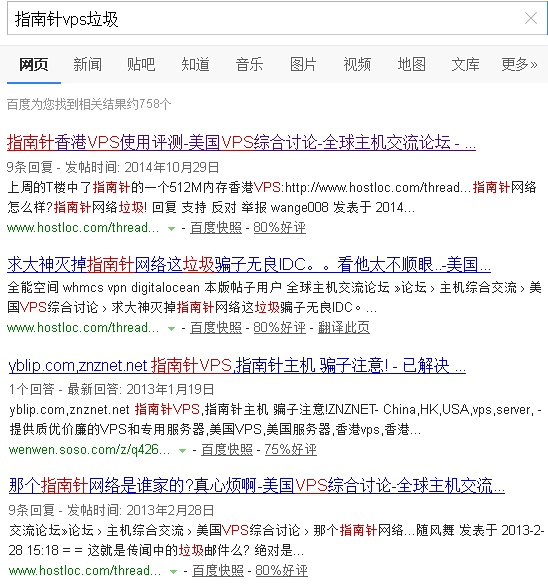 指南针vps垃圾
网页 新闻 贴吧 知道 音乐 图片 视频 地图 文库 更多»
百度为您找到相关结果约758个
指南针香港VPS使用评测-美国VPS综合讨论-全球主机交流论坛 - ...
9条回复 - 发帖时间: 2014年10月29日
上周的T楼中了指南针的一个512M内存香港VPS:http://www.hostloc.com/thread...指南针网络
怎么样?指南针网络垃圾! 回复 支持 反对 举报 wange008 发表于 2014...
www.hostloc.com/thread... - 百度快照 - 80%好评
求大神灭掉指南针网络这垃圾骗子无良IDC。。看他太不顺眼..-美国...
全能空间 whmcs vpn digitalocean 本版帖子用户 全球主机交流论坛 »论坛 › 主机综合交流 › 美
国VPS综合讨论 › 求大神灭掉指南针网络这垃圾骗子无良IDC。...
www.hostloc.com/thread... - 百度快照 - 80%好评 - 翻译此页
yblip.com,znznet.net 指南针VPS,指南针主机 骗子注意! - 已解决 ...
1个回答 - 最新回答: 2013年1月19日
yblip.com,znznet.net 指南针VPS,指南针主机 骗子注意!ZNZNET- China,HK,USA,vps,server, -
提供质优价廉的VPS和专用服务器,美国VPS,美国服务器,香港vps,香港...
wenwen.soso.com/z/q426... - 百度快照 - 75%好评
那个指南针网络是谁家的?真心烦啊-美国VPS综合讨论-全球主机交流...
9条回复 - 发帖时间: 2013年2月28日
交流论坛»论坛 › 主机综合交流 › 美国VPS综合讨论 › 那个指南针网络...随风舞 发表于 2013-2-
28 15:18 = = 这就是传闻中的垃圾邮件么? 绝对是...
www.hostloc.com/thread... - 百度快照 - 80%好评